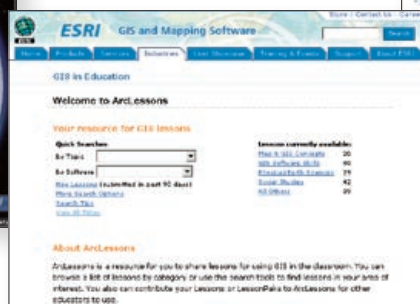 Store | Contact Us | Careers
ESRI GIS and Mapping Software
Search
Home Products Services Industries User Showcase Training & Events Support About ESRI
GIS in Education
Welcome to ArcLessons
Your resource for GIS lessons
Quick Searches
By Topic
By Software
New Lessons (submitted in past 90 days)
More Search Options
Search Tips
View All Titles
Lessons currently available:
Map & GIS Concepts
GIS Software Skills
Physical/Earth Sciences
Social Studies 42
All Others
About ArcLessons
ArcLessons is a resource for you to share lessons for using GIS in the classroom. You can
browse a list of lessons by category or use the search tools to find lessons in your area of
interest. You also can contribute your Lessons or LessonPaks to ArcLessons for other
educators to use.